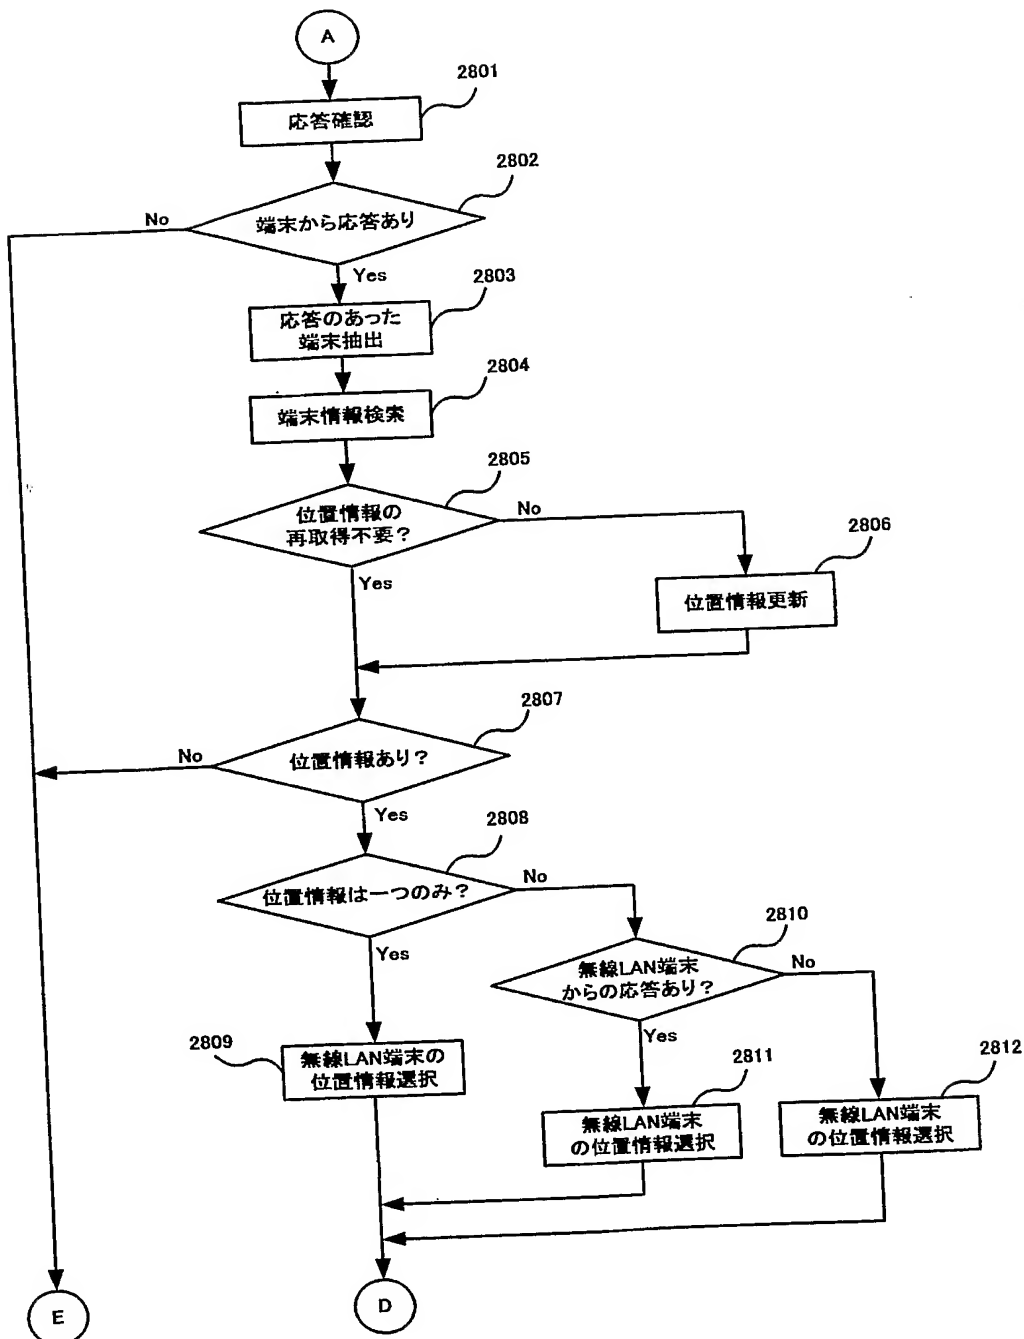 A
2801
応答確認
2802
端末から応答あり
No
Yes
2803
応答のあった
端末抽出
2804
端末情報検索
2805
位置情報の
再取得不要？
No
Yes
2806
位置情報更新
2807
位置情報あり？
No
Yes
2808
位置情報は一つのみ？
No
Yes
2810
無線LAN端末
からの応答あり？
No
Yes
2809
無線LAN端末の
位置情報選択
2811
無線LAN端末
の位置情報選択
2812
無線LAN端末
の位置情報選択
E
D